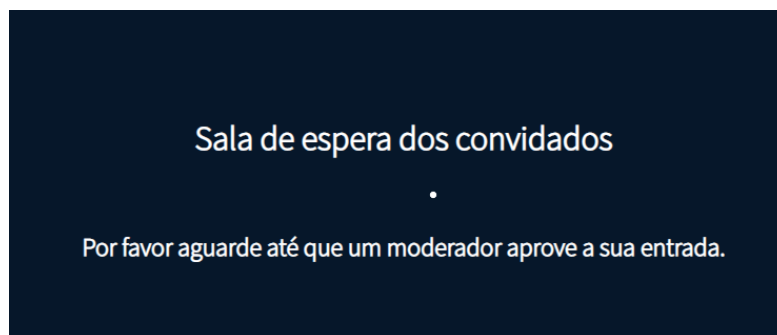 Sala de espera dos convidados
Por favor aguarde até que um moderador aprove a sua entrada.